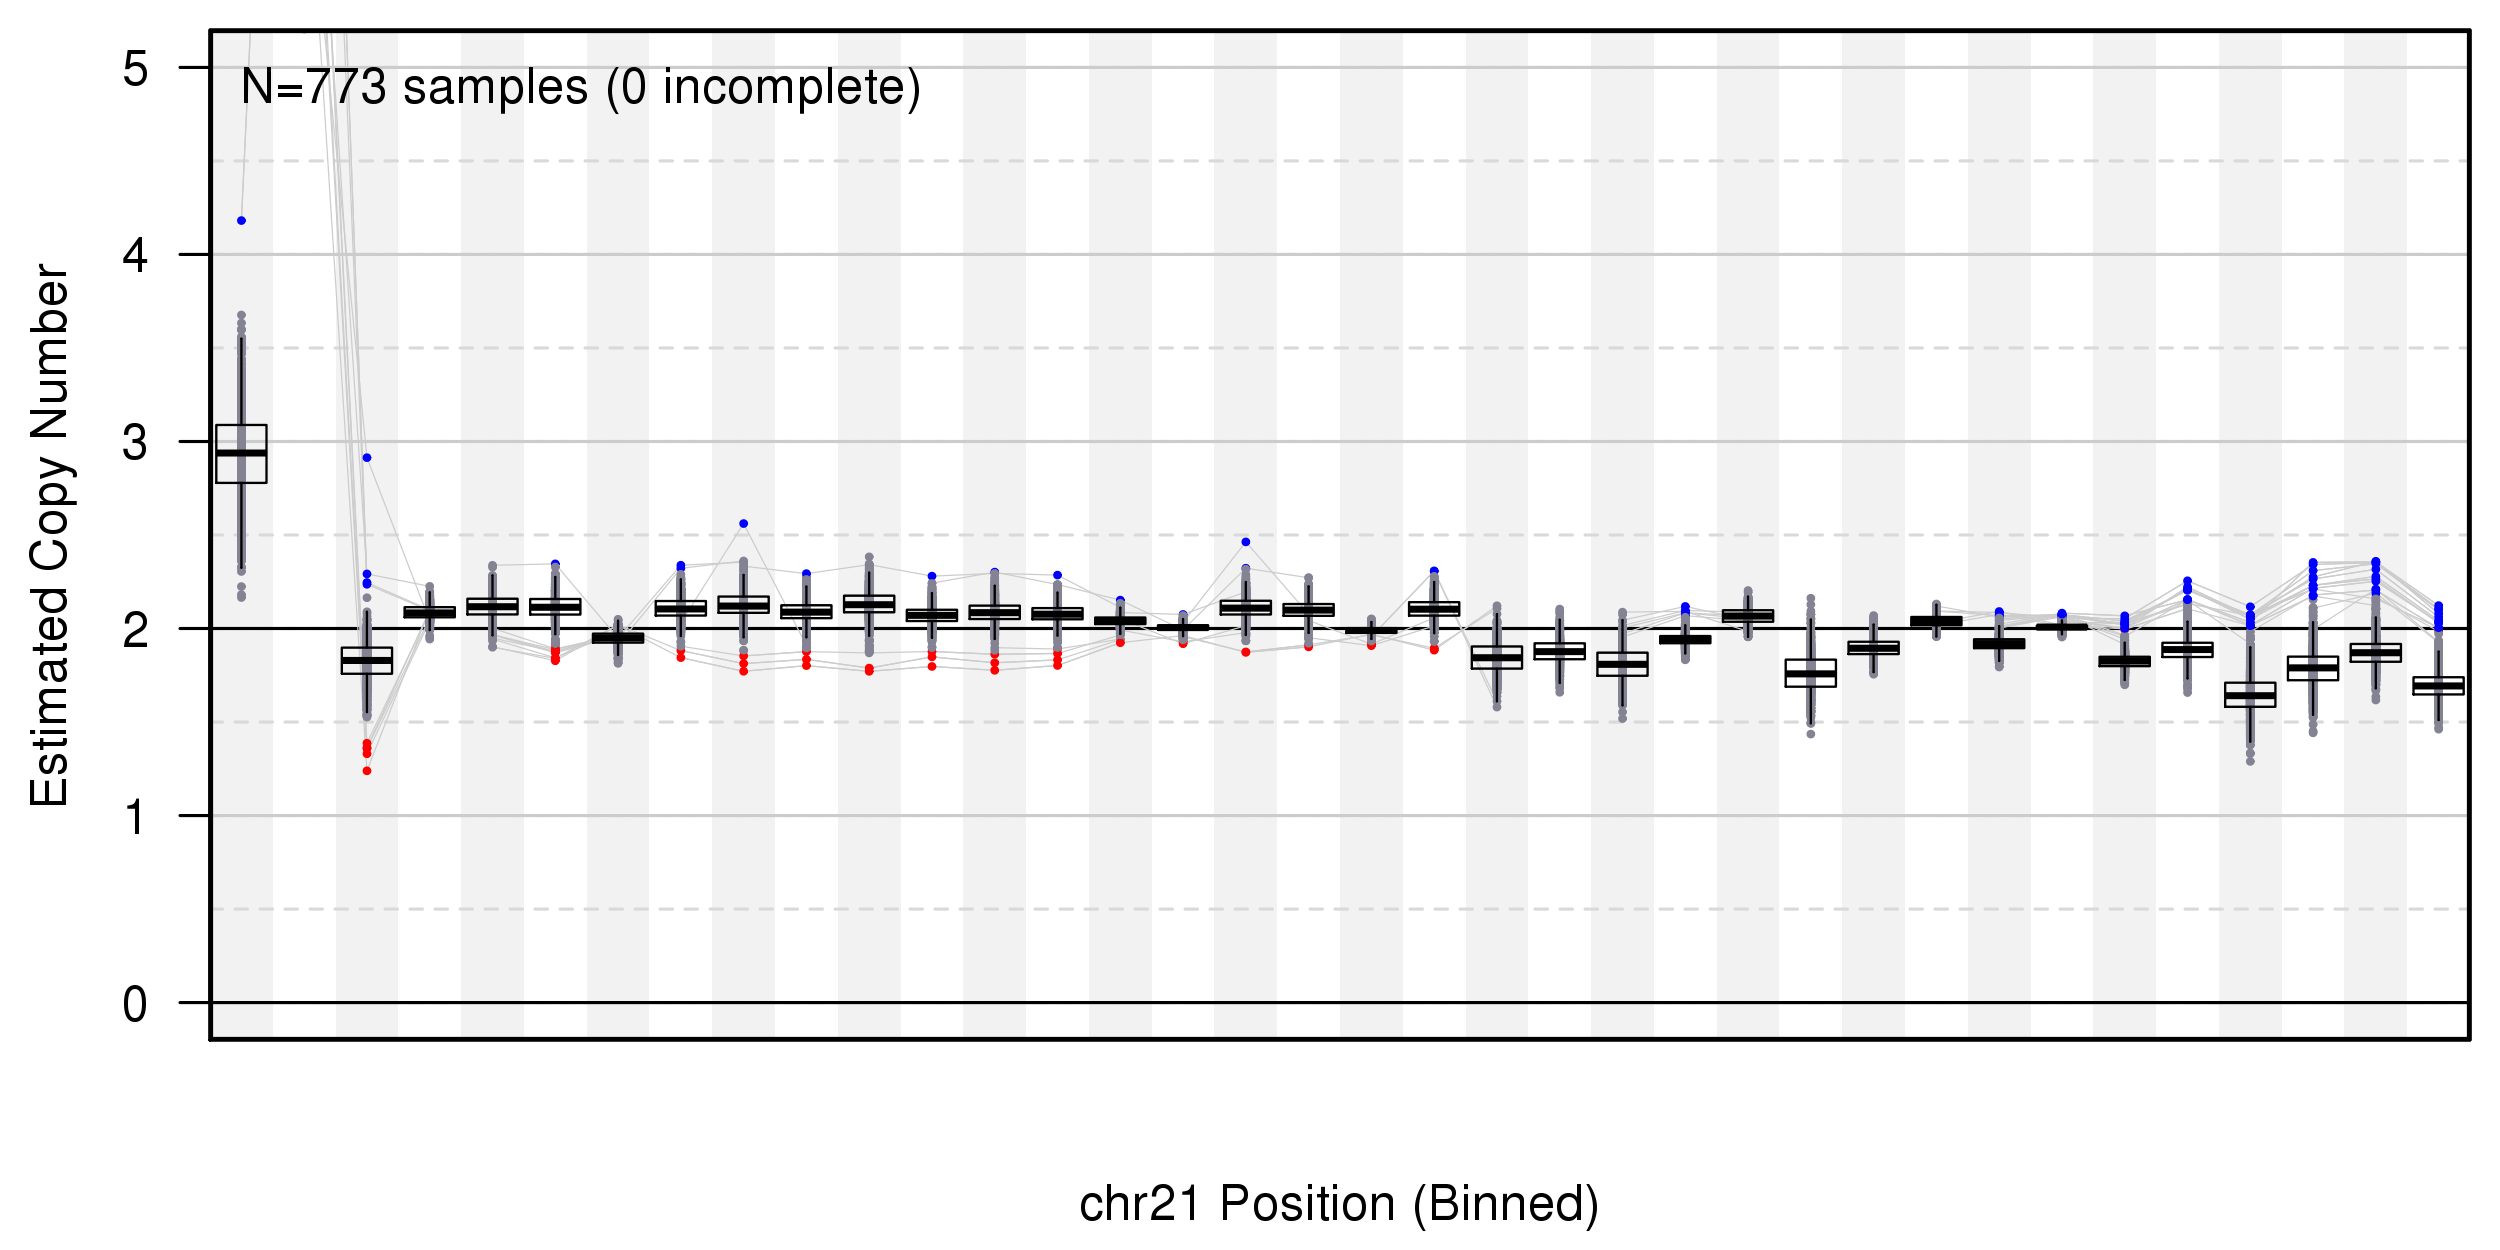 N=773 samples (0 incomplete)
5
4
3
2
1
0
Estimated Copy Number
chr21 Position (Binned)